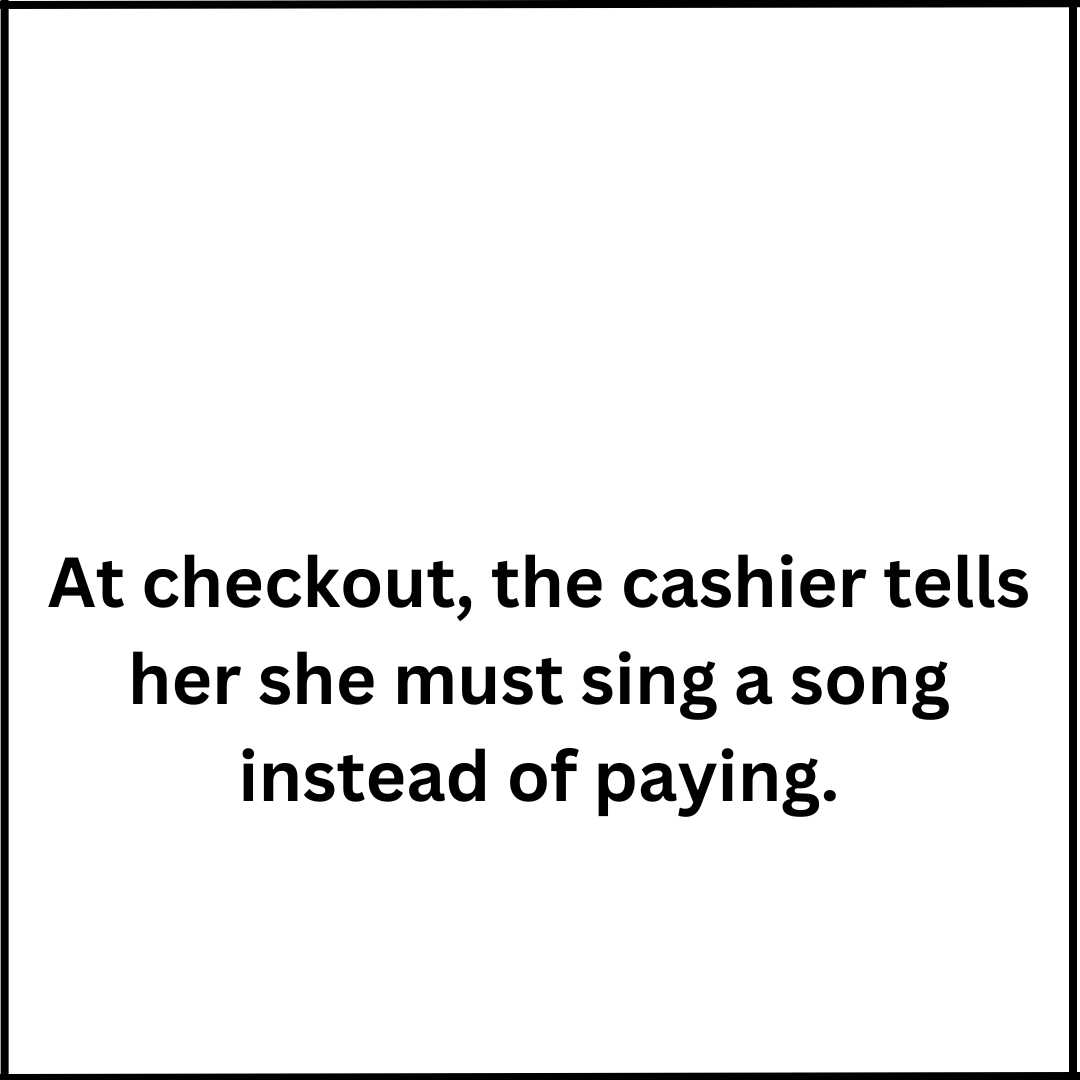 At checkout, the cashier tells
her she must sing a song
instead of paying.